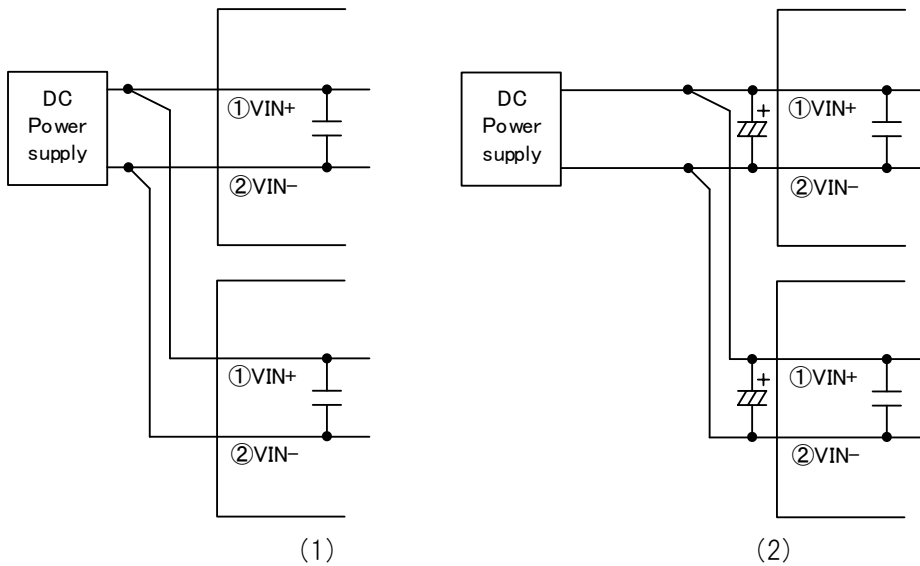 DC
Power
supply
①VIN+
②VIN−
①VIN+
②VIN−
(1)
DC
Power
supply
+
①VIN+
②VIN−
+
①VIN+
②VIN−
(2)